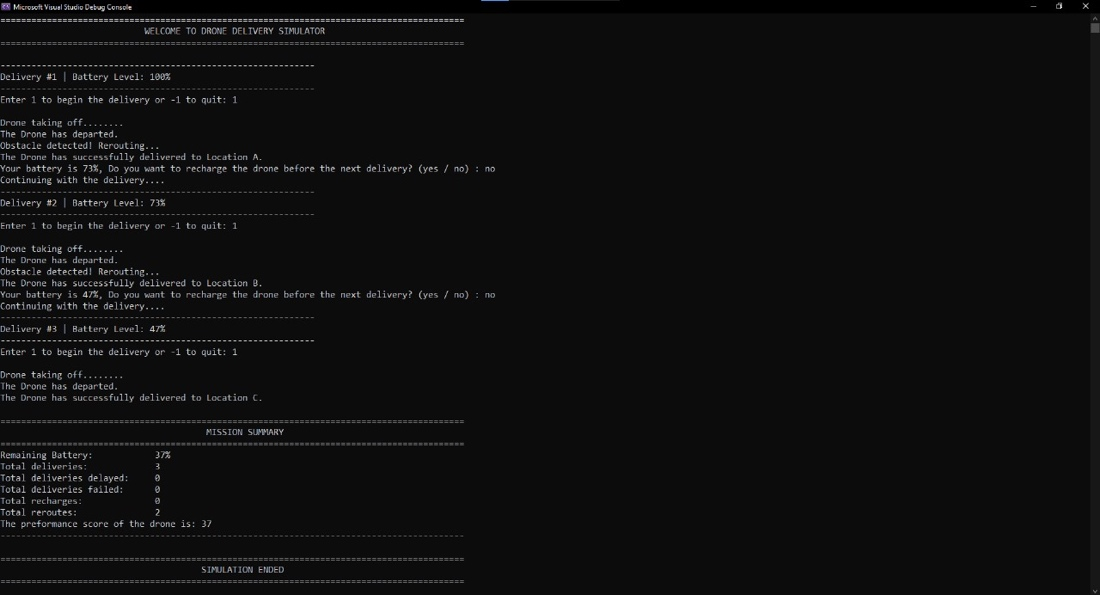 Microsoft Visual Studio Debug Console
==========================================================================================
WELCOME TO DRONE DELIVERY SIMULATOR
==========================================================================================
-------------------------------------------------------------
Delivery #1 | Battery Level: 100%
-------------------------------------------------------------
Enter 1 to begin the delivery or -1 to quit: 1
Drone taking off........
The Drone has departed.
Obstacle detected! Rerouting...
The Drone has successfully delivered to Location A.
Your battery is 73%, Do you want to recharge the drone before the next delivery? (yes / no) : no
Continuing with the delivery....
-------------------------------------------------------------
Delivery #2 | Battery Level: 73%
-------------------------------------------------------------
Enter 1 to begin the delivery or -1 to quit: 1
Drone taking off........
The Drone has departed.
Obstacle detected! Rerouting...
The Drone has successfully delivered to Location B.
Your battery is 47%, Do you want to recharge the drone before the next delivery? (yes / no) : no
Continuing with the delivery....
-------------------------------------------------------------
Delivery #3 | Battery Level: 47%
-------------------------------------------------------------
Enter 1 to begin the delivery or -1 to quit: 1
Drone taking off........
The Drone has departed.
The Drone has successfully delivered to Location C.
==========================================================================================
MISSION SUMMARY
==========================================================================================
Remaining Battery: 37%
Total deliveries: 3
Total deliveries delayed: 0
Total deliveries failed: 0
Total recharges: 0
Total reroutes: 2
The preformance score of the drone is: 37
------------------------------------------------------------------------------------------
==========================================================================================
SIMULATION ENDED
==========================================================================================